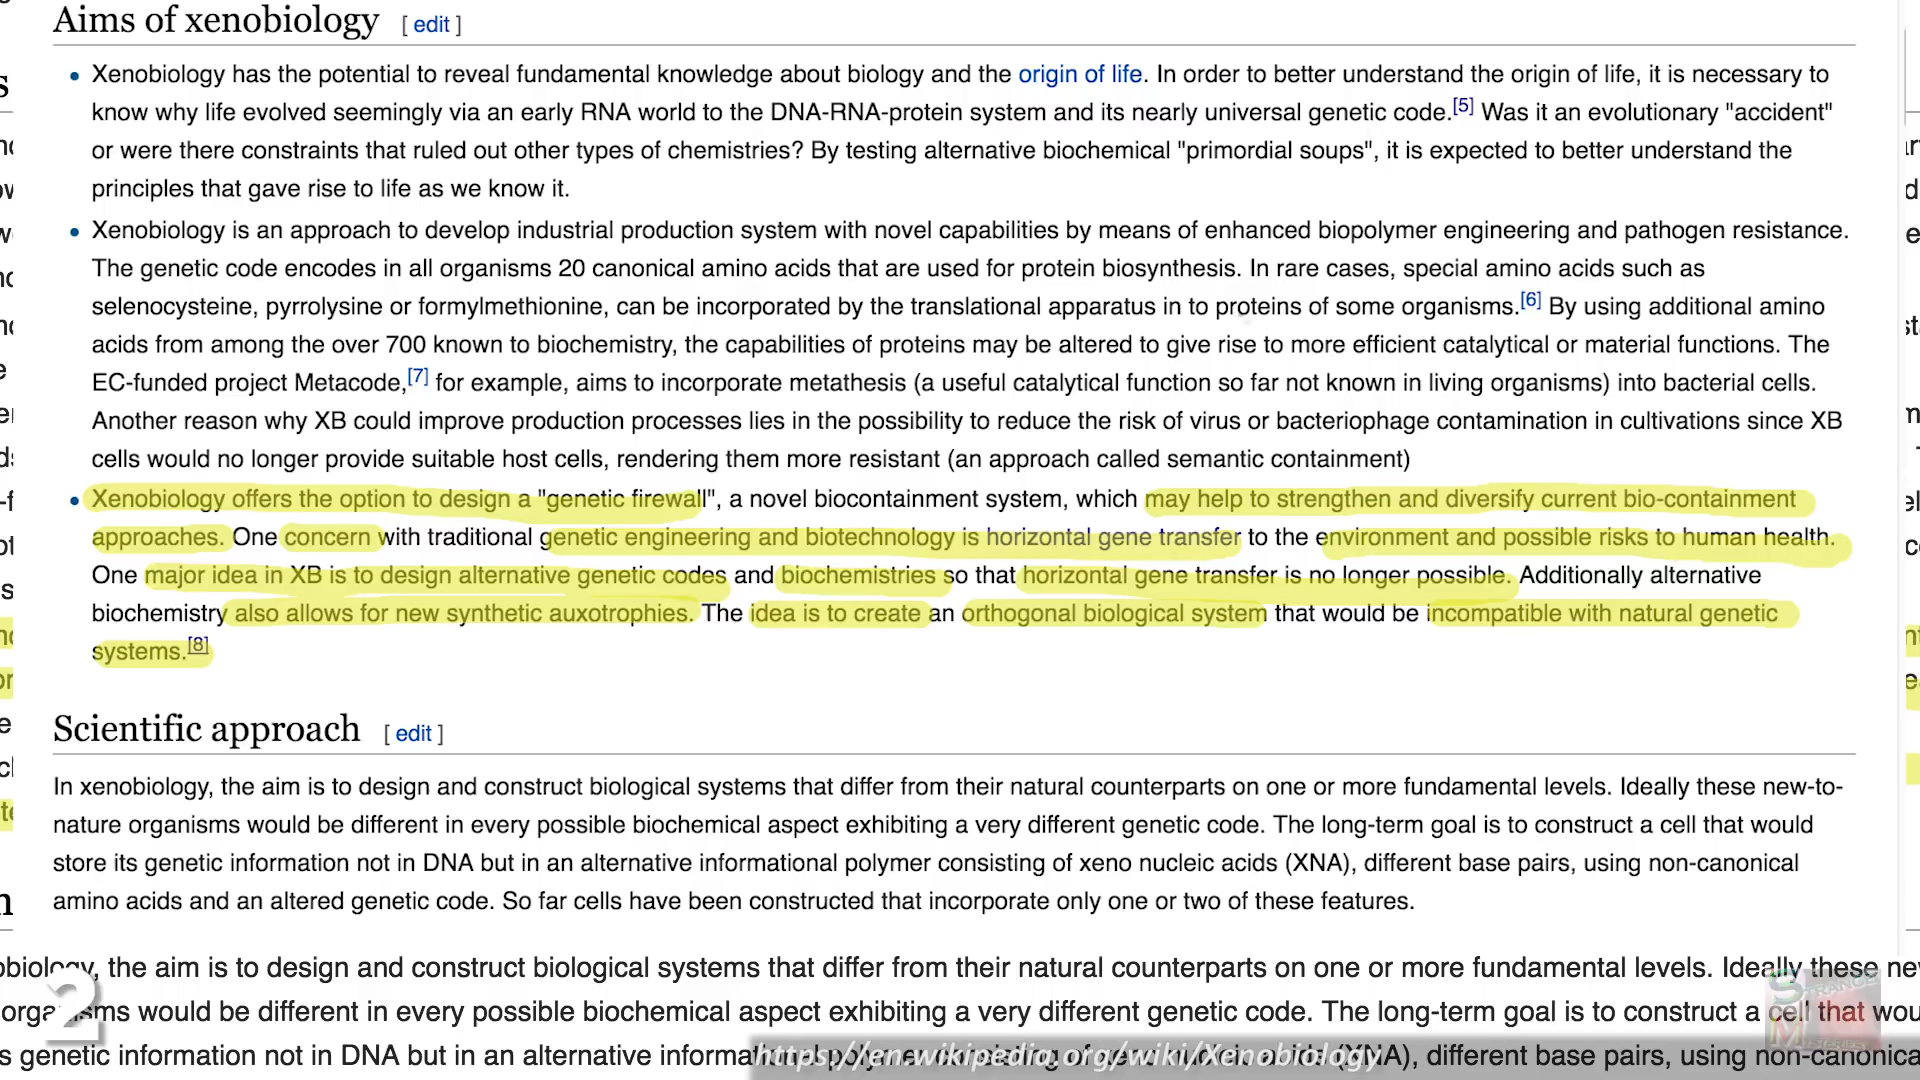 Aims of xenobiology [ edit ]
• Xenobiology has the potential to reveal fundamental knowledge about biology and the origin of life. In order to better understand the origin of life, it is necessary to
know why life evolved seemingly via an early RNA world to the DNA-RNA-protein system and its nearly universal genetic code.[5] Was it an evolutionary "accident"
or were there constraints that ruled out other types of chemistries? By testing alternative biochemical "primordial soups", it is expected to better understand the
principles that gave rise to life as we know it.
• Xenobiology is an approach to develop industrial production system with novel capabilities by means of enhanced biopolymer engineering and pathogen resistance.
The genetic code encodes in all organisms 20 canonical amino acids that are used for protein biosynthesis. In rare cases, special amino acids such as
selenocysteine, pyrrolysine or formylmethionine, can be incorporated by the translational apparatus in to proteins of some organisms.[6] By using additional amino
acids from among the over 700 known to biochemistry, the capabilities of proteins may be altered to give rise to more efficient catalytical or material functions. The
EC-funded project Metacode,[7] for example, aims to incorporate metathesis (a useful catalytical function so far not known in living organisms) into bacterial cells.
Another reason why XB could improve production processes lies in the possibility to reduce the risk of virus or bacteriophage contamination in cultivations since XB
cells would no longer provide suitable host cells, rendering them more resistant (an approach called semantic containment)
• Xenobiology offers the option to design a "genetic firewall", a novel biocontainment system, which may help to strengthen and diversify current bio-containment
approaches. One concern with traditional genetic engineering and biotechnology is horizontal gene transfer to the environment and possible risks to human health.
One major idea in XB is to design alternative genetic codes and biochemistries so that horizontal gene transfer is no longer possible. Additionally alternative
biochemistry also allows for new synthetic auxotrophies. The idea is to create an orthogonal biological system that would be incompatible with natural genetic
systems.[8]
Scientific approach [ edit ]
In xenobiology, the aim is to design and construct biological systems that differ from their natural counterparts on one or more fundamental levels. Ideally these new-to-
nature organisms would be different in every possible biochemical aspect exhibiting a very different genetic code. The long-term goal is to construct a cell that would
store its genetic information not in DNA but in an alternative informational polymer consisting of xeno nucleic acids (XNA), different base pairs, using non-canonical
amino acids and an altered genetic code. So far cells have been constructed that incorporate only one or two of these features.
obiology, the aim is to design and construct biological systems that differ from their natural counterparts on one or more fundamental levels. Ideally these ne
organisms would be different in every possible biochemical aspect exhibiting a very different genetic code. The long-term goal is to construct a cell that wou
s genetic information not in DNA but in an alternative (XNA), different base pairs, using non-canonica
2
https://en.wikipedia.org/wiki/Xenobiology
STRANGE
MYSTERIES